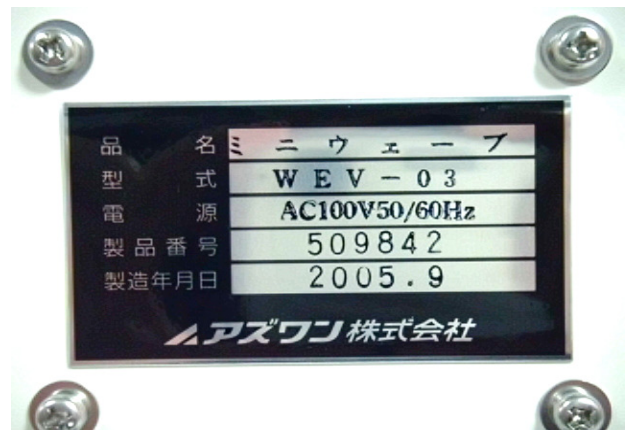 品名 ミニウェーブ
型式 WEV-03
電源 AC100V50/60Hz
製品番号 509842
製造年月日 2005.9
アズワン株式会社